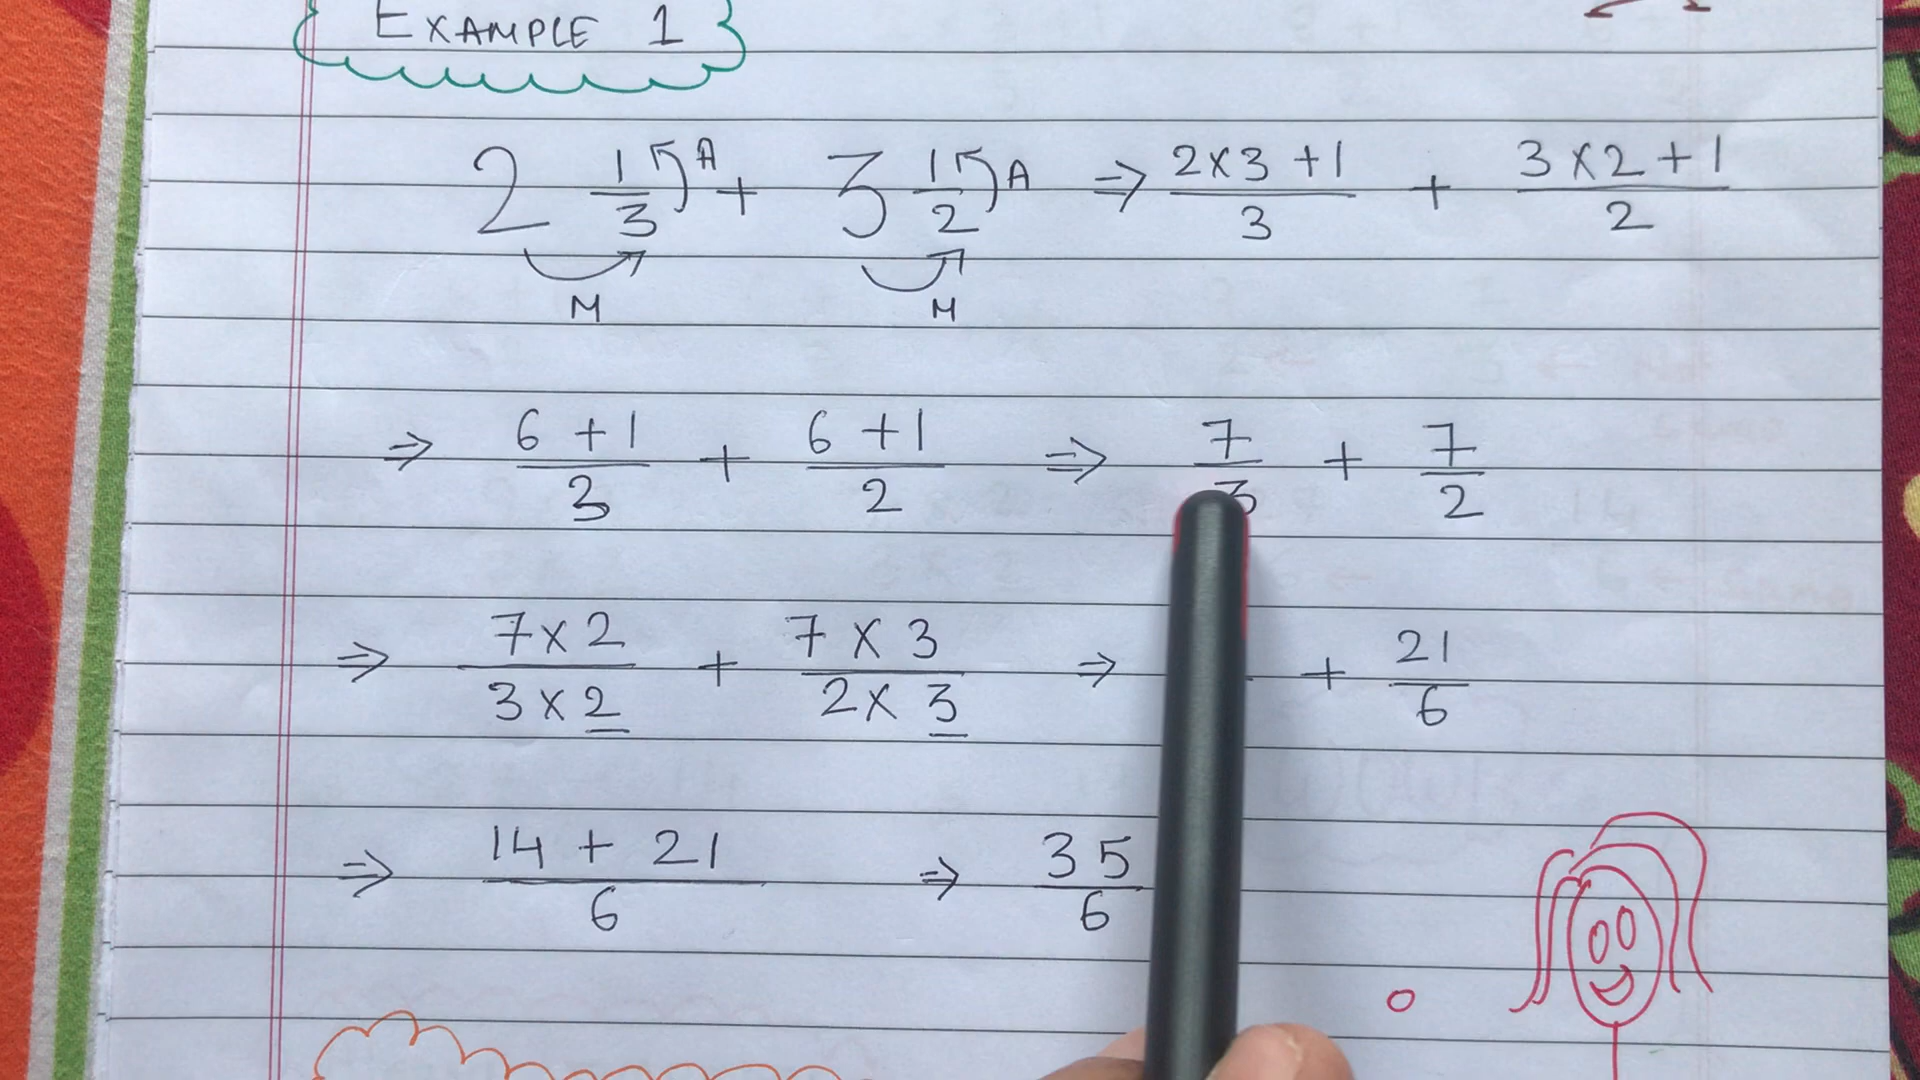 EXAMPLE 1
2 1/3 A + 3 1/2 A ⇒ 2×3+1/3 + 3×2+1/2
M M
⇒ 6+1/3 + 6+1/2 ⇒ 7/3 + 7/2
⇒ 7×2/3×2 + 7×3/2×3 ⇒ + 21/6
⇒ 14+21/6 ⇒ 35/6